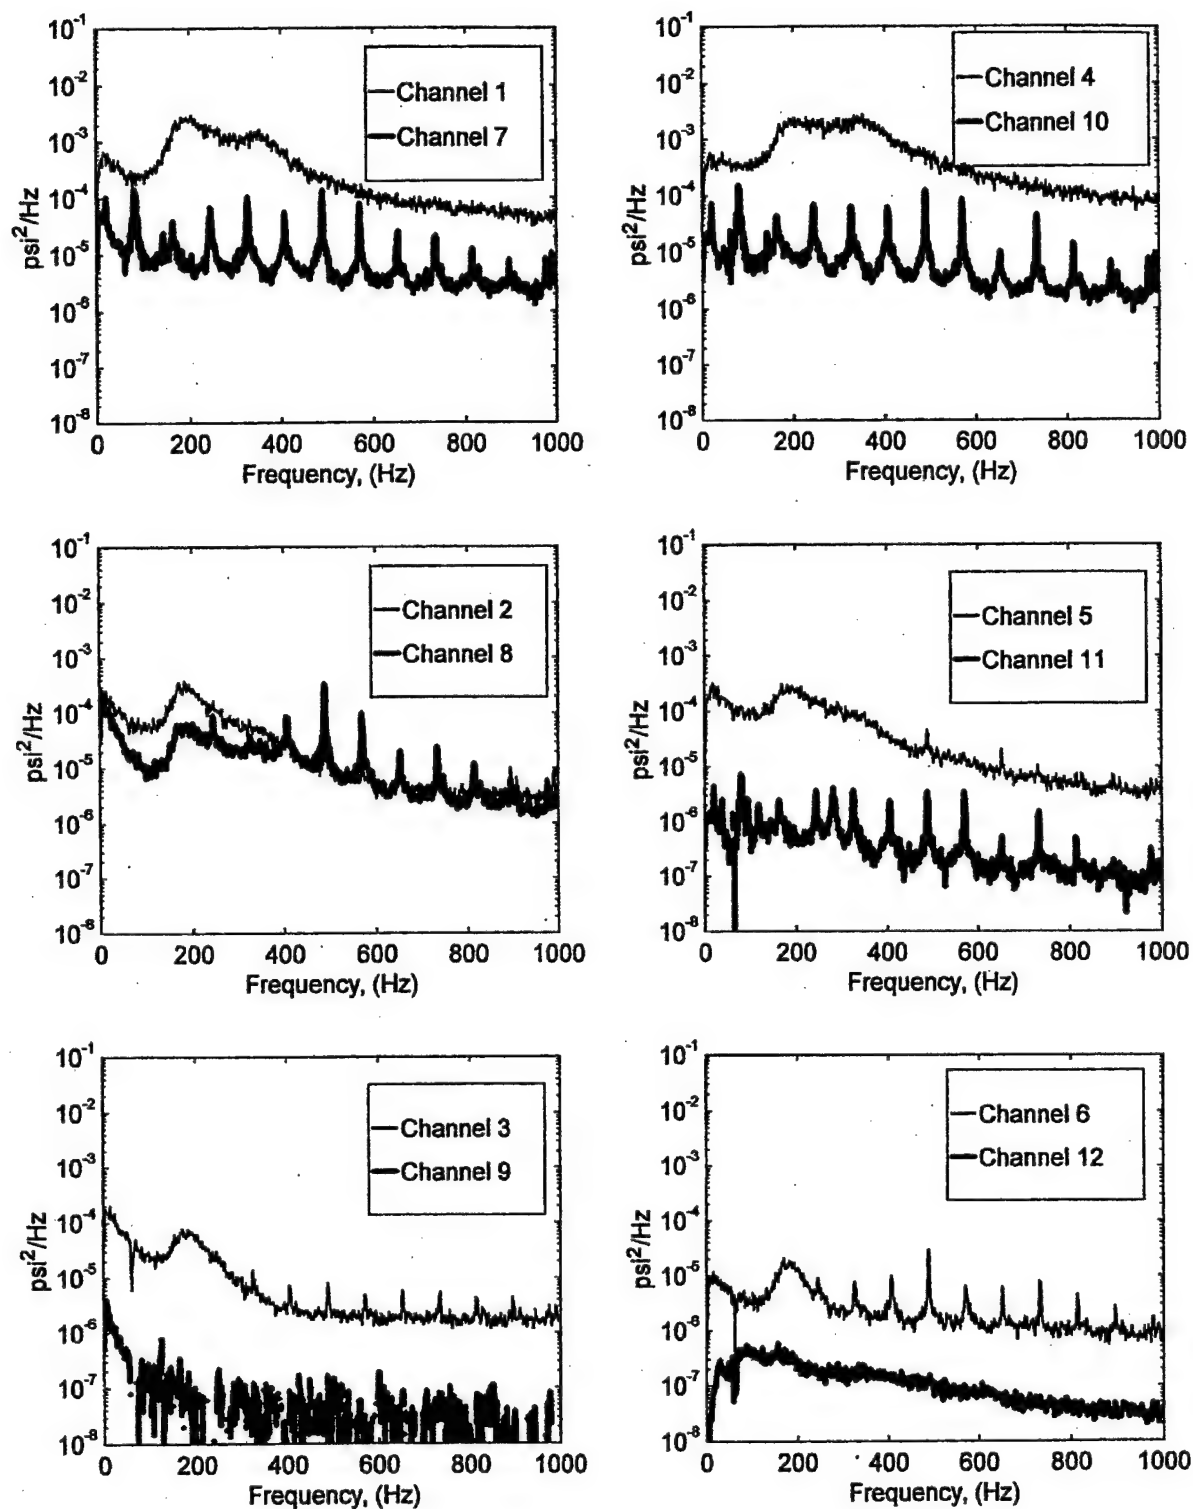 10⁻¹
10⁻²
10⁻³
10⁻⁴
10⁻⁵
10⁻⁶
10⁻⁷
10⁻⁸
psi²/Hz
Channel 1
Channel 7
0 200 400 600 800 1000
Frequency, (Hz)
10⁻¹
10⁻²
10⁻³
10⁻⁴
10⁻⁵
10⁻⁶
10⁻⁷
10⁻⁸
psi²/Hz
Channel 4
Channel 10
0 200 400 600 800 1000
Frequency, (Hz)
10⁻¹
10⁻²
10⁻³
10⁻⁴
10⁻⁵
10⁻⁶
10⁻⁷
10⁻⁸
psi²/Hz
Channel 2
Channel 8
0 200 400 600 800 1000
Frequency, (Hz)
10⁻¹
10⁻²
10⁻³
10⁻⁴
10⁻⁵
10⁻⁶
10⁻⁷
10⁻⁸
psi²/Hz
Channel 5
Channel 11
0 200 400 600 800 1000
Frequency, (Hz)
10⁻¹
10⁻²
10⁻³
10⁻⁴
10⁻⁵
10⁻⁶
10⁻⁷
10⁻⁸
psi²/Hz
Channel 3
Channel 9
0 200 400 600 800 1000
Frequency, (Hz)
10⁻¹
10⁻²
10⁻³
10⁻⁴
10⁻⁵
10⁻⁶
10⁻⁷
10⁻⁸
psi²/Hz
Channel 6
Channel 12
0 200 400 600 800 1000
Frequency, (Hz)